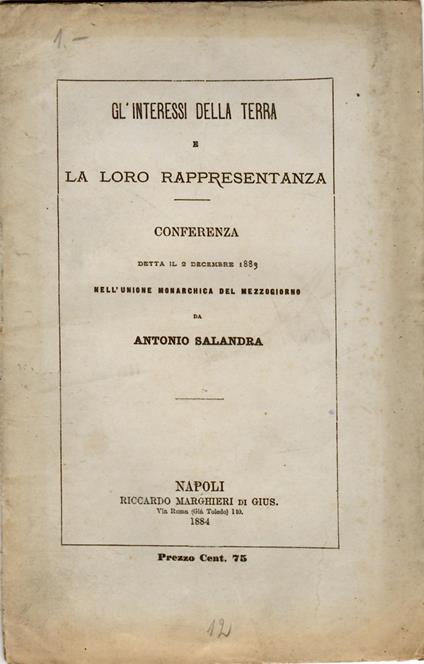 1.-
GL'INTERESSI DELLA TERRA
E
LA LORO RAPPRESENTANZA
CONFERENZA
DETTA IL 2 DECEMBRE 1883
NELL'UNIONE MONARCHICA DEL MEZZOGIORNO
DA
ANTONIO SALANDRA
NAPOLI
RICCARDO MARGHIERI DI GIUS.
Via Roma (Già Toledo) 140.
1884
Prezzo Cent. 75
12